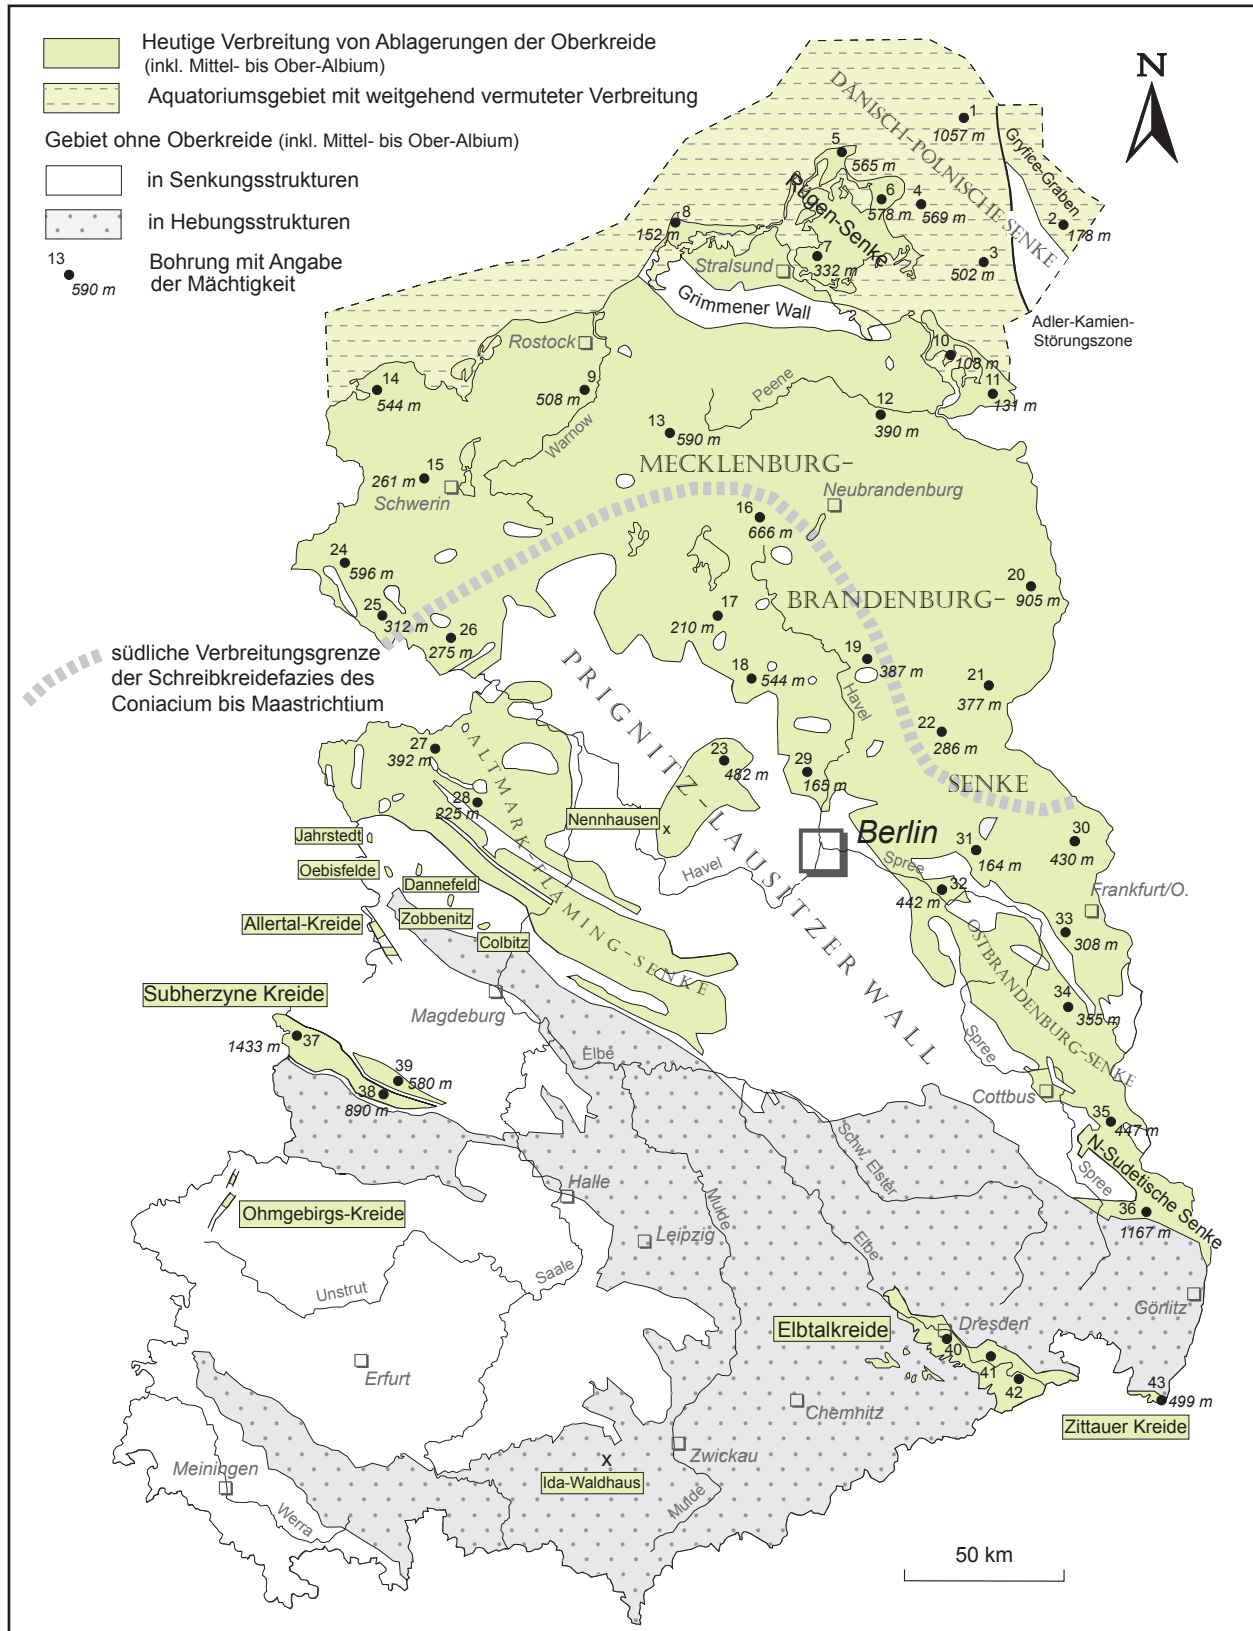 Heutige Verbreitung von Ablagerungen der Oberkreide
(inkl. Mittel- bis Ober-Albium)
Aquatoriumsgebiet mit weitgehend vermuteter Verbreitung
Gebiet ohne Oberkreide (inkl. Mittel- bis Ober-Albium)
in Senkungsstrukturen
in Hebungsstrukturen
13
590 m
Bohrung mit Angabe
der Mächtigkeit
N
DÄNISCH-POLNISCHE SENKE
1
1057 m
Gryfice-Graben
2
178 m
5
565 m
6
578 m
4
569 m
Rügen-Senke
8
152 m
7
332 m
3
502 m
Stralsund
Grimmener Wall
Adler-Kamien-
Störungszone
Rostock
10
108 m
11
131 m
14
544 m
9
508 m
Peene
12
390 m
13
590 m
Warnow
15
261 m
Schwerin
MECKLENBURG-
Neubrandenburg
16
666 m
24
596 m
20
905 m
BRANDENBURG-
25
312 m
26
275 m
17
210 m
19
387 m
südliche Verbreitungsgrenze
der Schreibkreidefazies des
Coniacium bis Maastrichtium
18
544 m
21
377 m
Havel
22
286 m
PRIGNITZ-LAUSITZER WALL
27
392 m
ALTMARK-FLÄMING-SENKE
23
482 m
29
165 m
SENKE
28
225 m
Nennhausen
x
Jahrstedt
Berlin
Spree
30
430 m
31
164 m
Oebisfelde
Havel
Dannefeld
32
442 m
Frankfurt/O.
Zobbenitz
Allertal-Kreide
Colbitz
33
308 m
OSTBRANDENBURG-SENKE
Subherzyne Kreide
Magdeburg
34
355 m
Spree
1433 m
37
39
580 m
38
890 m
Elbe
Cottbus
35
447 m
Schw. Elster
N-Sudetische Senke
Spree
36
1167 m
Halle
Mulde
Ohmgebirgs-Kreide
Leipzig
Elbe
Saale
Unstrut
Görlitz
Elbtalkreide
Dresden
40
41
42
Erfurt
43
499 m
Chemnitz
Zittauer Kreide
Zwickau
x
Ida-Waldhaus
Meiningen
Mulde
Werra
50 km